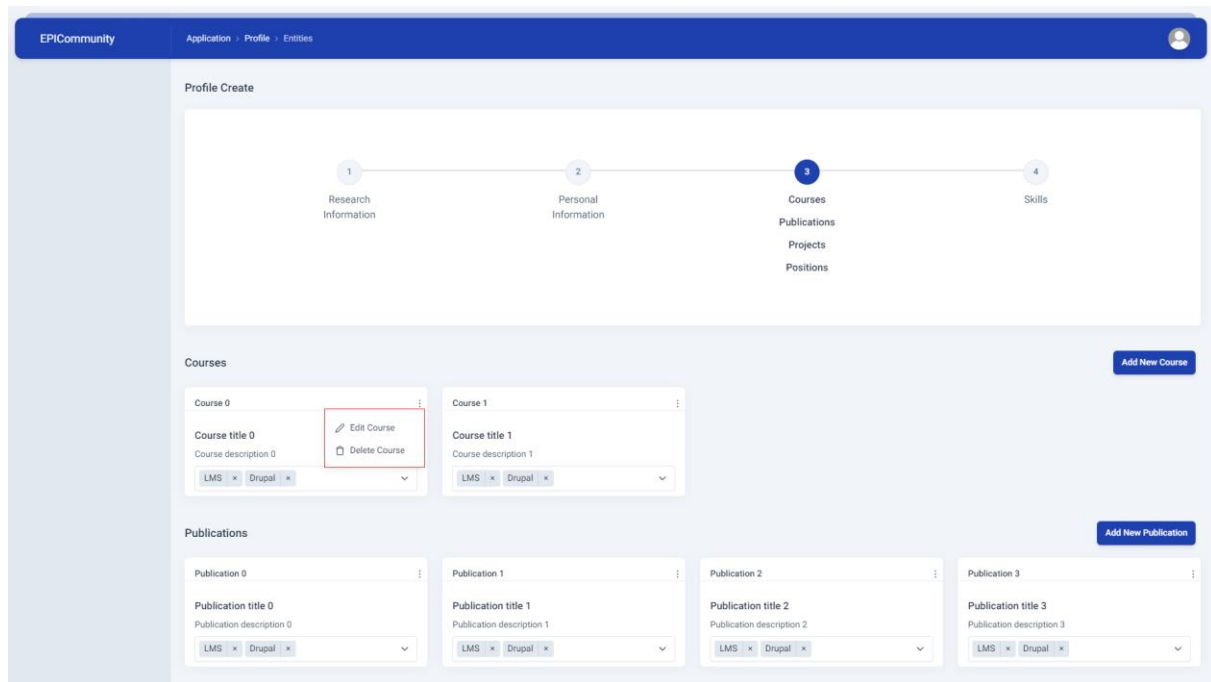 EPICommunity
Application > Profile > Entities
Profile Create
1
2
3
4
Research
Information
Personal
Information
Courses
Publications
Projects
Positions
Skills
Courses
Add New Course
Course 0
Edit Course
Delete Course
Course title 0
Course description 0
LMS × Drupal ×
Course 1
Course title 1
Course description 1
LMS × Drupal ×
Publications
Add New Publication
Publication 0
Publication title 0
Publication description 0
LMS × Drupal ×
Publication 1
Publication title 1
Publication description 1
LMS × Drupal ×
Publication 2
Publication title 2
Publication description 2
LMS × Drupal ×
Publication 3
Publication title 3
Publication description 3
LMS × Drupal ×